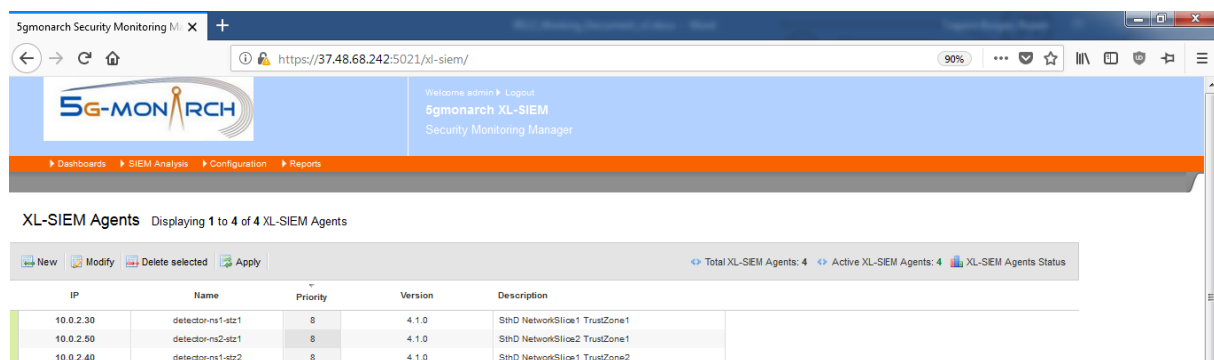 5gmonarch Security Monitoring M
https://37.48.68.242:5021/xl-siem/
90%
5G-MONARCH
Welcome admin Logout
5gmonarch XL-SIEM
Security Monitoring Manager
Dashboards SIEM Analysis Configuration Reports
XL-SIEM Agents Displaying 1 to 4 of 4 XL-SIEM Agents
New Modify Delete selected Apply Total XL-SIEM Agents: 4 Active XL-SIEM Agents: 4 XL-SIEM Agents Status
IP Name Priority Version Description
10.0.2.30 detector-ns1-stz1 8 4.1.0 SthD NetworkSlice1 TrustZone1
10.0.2.50 detector-ns2-stz1 8 4.1.0 SthD NetworkSlice2 TrustZone1
10.0.2.40 detector-ns1-stz2 8 4.1.0 SthD NetworkSlice1 TrustZone2